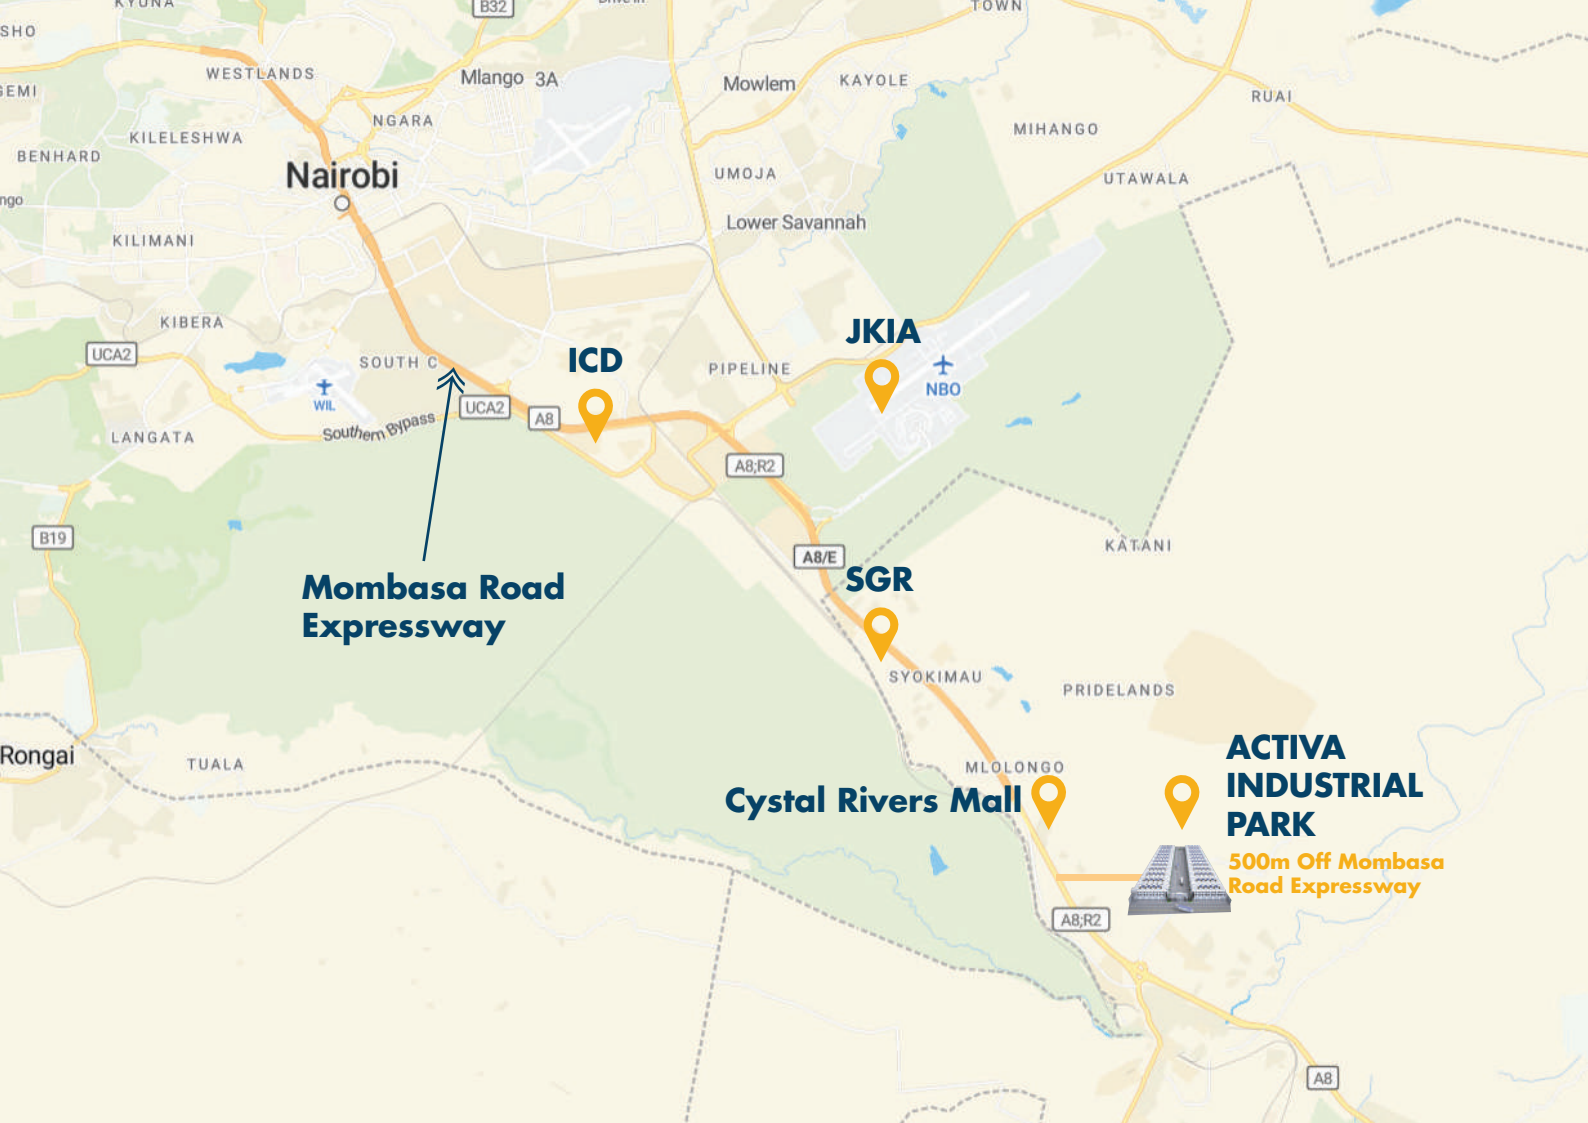 KYUNA
B32
TOWN
SHO
WESTLANDS
Mlango 3A
Mowlem
KAYOLE
GEMI
RUAI
NGARA
MIHANGO
KILELESHWA
BENHARD
Nairobi
UMOJA
UTAWALA
ngo
Lower Savannah
KILIMANI
KIBERA
JKIA
UCA2
SOUTH C
ICD
PIPELINE
NBO
WIL
UCA2
A8
Southern Bypass
LANGATA
A8;R2
B19
KATANI
A8/E
SGR
Mombasa Road
Expressway
SYOKIMAU
PRIDELANDS
Rongai
TUALA
MLOLONGO
ACTIVA
INDUSTRIAL
PARK
Cystal Rivers Mall
500m Off Mombasa
Road Expressway
A8;R2
A8